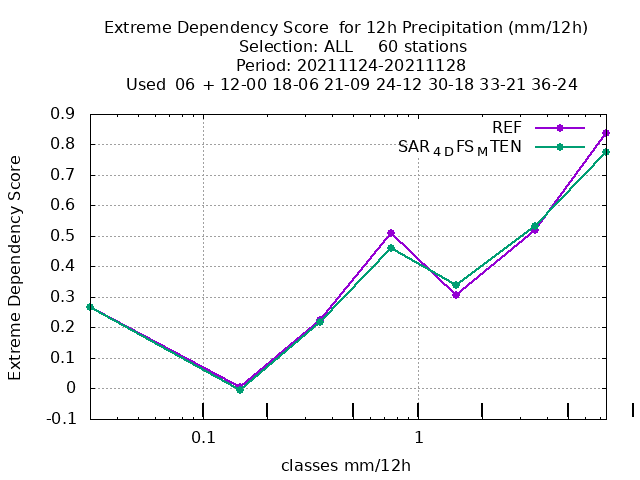 Extreme Dependency Score  for 12h Precipitation (mm/12h)
Selection: ALL     60 stations
Period: 20211124-20211128
Used  06 + 12-00 18-06 21-09 24-12 30-18 33-21 36-24
REF
SAR4DFSMTEN
0.9
0.8
0.7
0.6
0.5
0.4
0.3
0.2
0.1
0
-0.1
Extreme Dependency Score
0.1
1
classes mm/12h